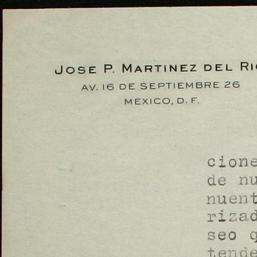 JOSE P. MARTINEZ DEL RI
AV. 16 DE SEPTIEMBRE 26
MEXICO, D. F.
cione
de nu
nuent
rizad
seo q
tende